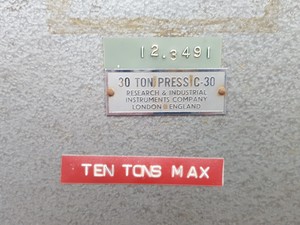 12.3491
30 TON PRESS C-30
RESEARCH & INDUSTRIAL
INSTRUMENTS COMPANY
LONDON ENGLAND
TEN TONS MAX